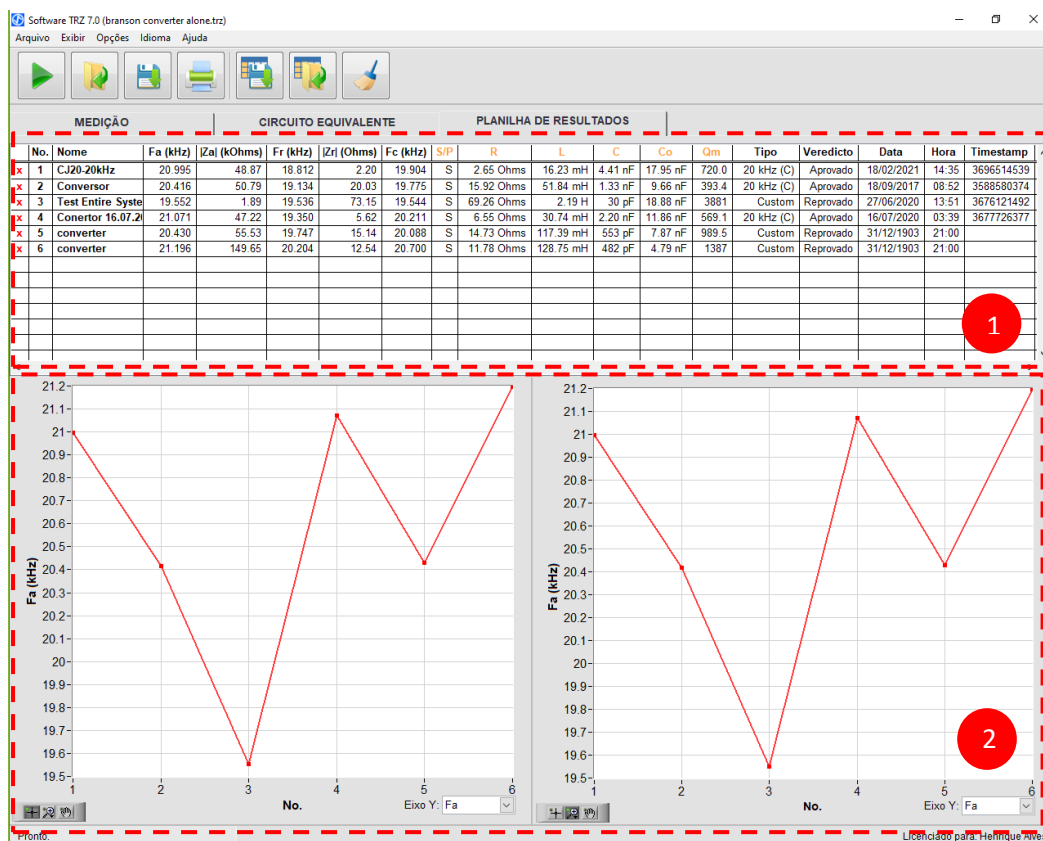 Software TRZ 7.0 (branson converter alone.trz)
Arquivo Exibir Opções Idioma Ajuda
MEDIÇÃO CIRCUITO EQUIVALENTE PLANILHA DE RESULTADOS
No. Nome Fa (kHz) |Za| (kOhms) Fr (kHz) |Zr| (Ohms) Fc (kHz) S/P R L C Co Qm Tipo Veredicto Data Hora Timestamp
x 1 CJ20-20kHz 20.995 48.87 18.812 2.20 19.904 S 2.65 Ohms 16.23 mH 4.41 nF 17.95 nF 720.0 20 kHz (C) Aprovado 18/02/2021 14:35 3696514539
x 2 Conversor 20.416 50.79 19.134 20.03 19.775 S 15.92 Ohms 51.84 mH 1.33 nF 9.66 nF 393.4 20 kHz (C) Aprovado 18/09/2017 08:52 3588580374
x 3 Test Entire Syste 19.552 1.89 19.536 73.15 19.544 S 69.26 Ohms 2.19 H 30 pF 18.88 nF 3881 Custom Reprovado 27/06/2020 13:51 3676121492
x 4 Conertor 16.07.2 21.071 47.22 19.350 5.62 20.211 S 6.55 Ohms 30.74 mH 2.20 nF 11.86 nF 569.1 20 kHz (C) Aprovado 16/07/2020 03:39 3677726377
x 5 converter 20.430 55.53 19.747 15.14 20.088 S 14.73 Ohms 117.39 mH 553 pF 7.87 nF 989.5 Custom Reprovado 31/12/1903 21:00
x 6 converter 21.196 149.65 20.204 12.54 20.700 S 11.78 Ohms 128.75 mH 482 pF 4.79 nF 1387 Custom Reprovado 31/12/1903 21:00
1
21.2
21.1
21
20.9
20.8
20.7
20.6
20.5
20.4
20.3
20.2
20.1
20
19.9
19.8
19.7
19.6
19.5
Fa (kHz)
1 2 3 4 5 6
No.
Eixo Y: Fa
21.2
21.1
21
20.9
20.8
20.7
20.6
20.5
20.4
20.3
20.2
20.1
20
19.9
19.8
19.7
19.6
19.5
Fa (kHz)
1 2 3 4 5 6
No.
Eixo Y: Fa
2
Pronto.
Licenciado para: Henrique Alves